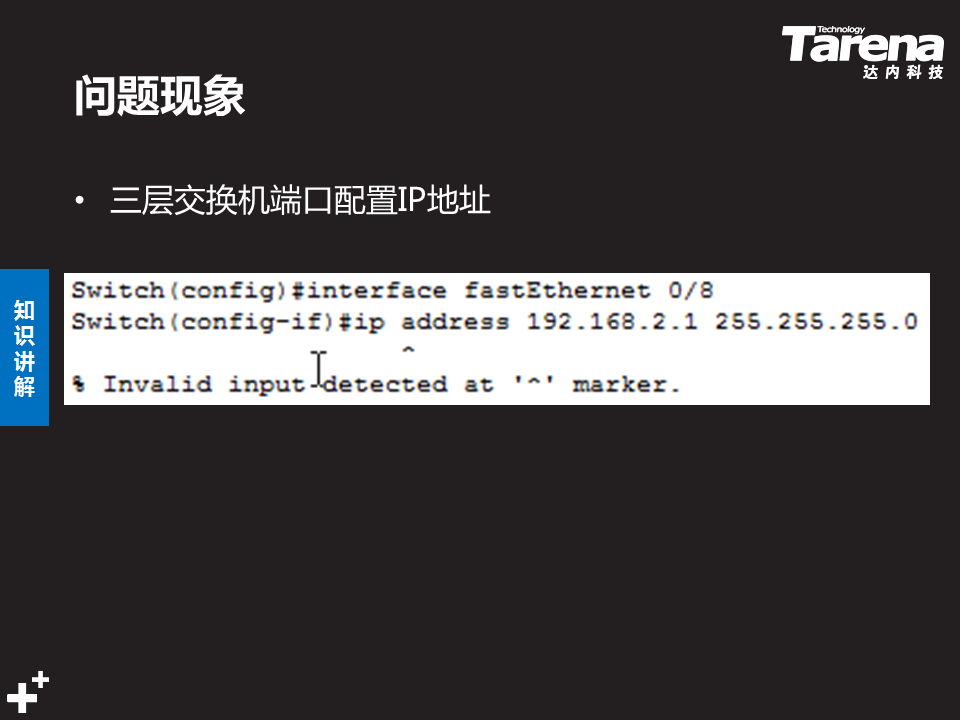 Technology
Tarena
达内科技
问题现象
• 三层交换机端口配置IP地址
知识讲解
Switch(config)#interface fastEthernet 0/8
Switch(config-if)#ip address 192.168.2.1 255.255.255.0
^
% Invalid input detected at '^' marker.